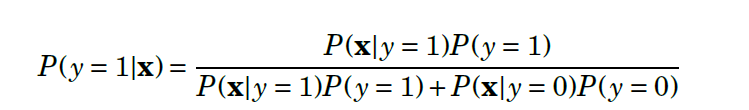 P(y = 1|x) = P(x|y = 1)P(y = 1) / P(x|y = 1)P(y = 1) + P(x|y = 0)P(y = 0)